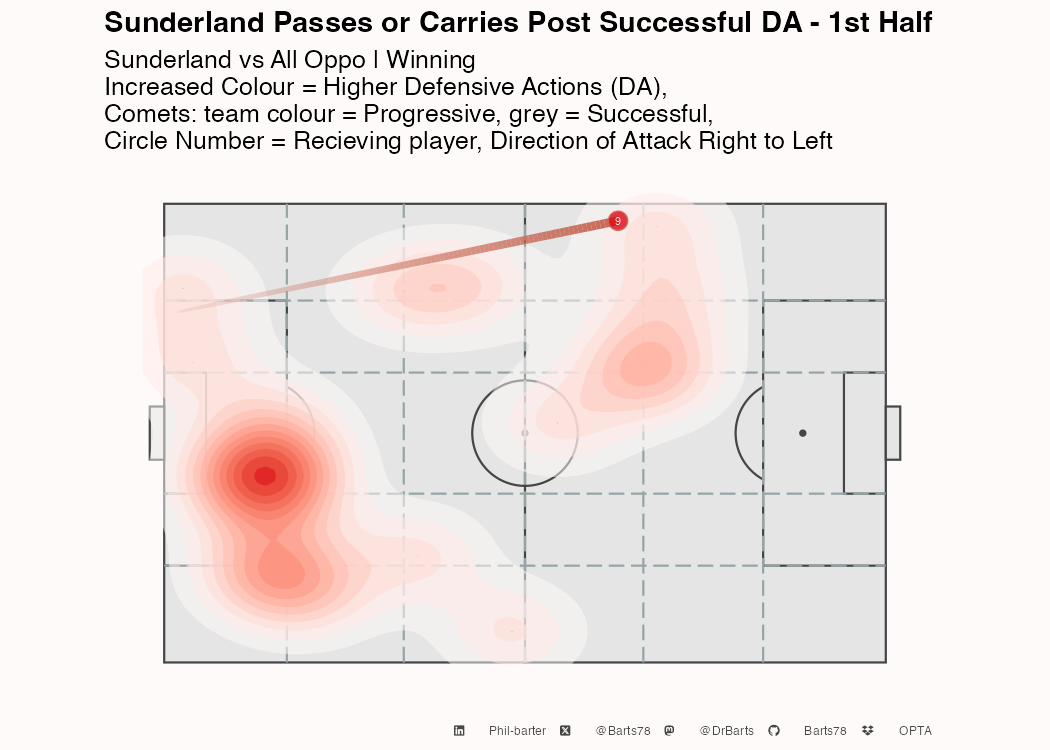 Sunderland Passes or Carries Post Successful DA - 1st Half
Sunderland vs All Oppo | Winning
Increased Colour = Higher Defensive Actions (DA),
Comets: team colour = Progressive, grey = Successful,
Circle Number = Recieving player, Direction of Attack Right to Left
9
Phil-barter @Barts78 @DrBarts Barts78 OPTA